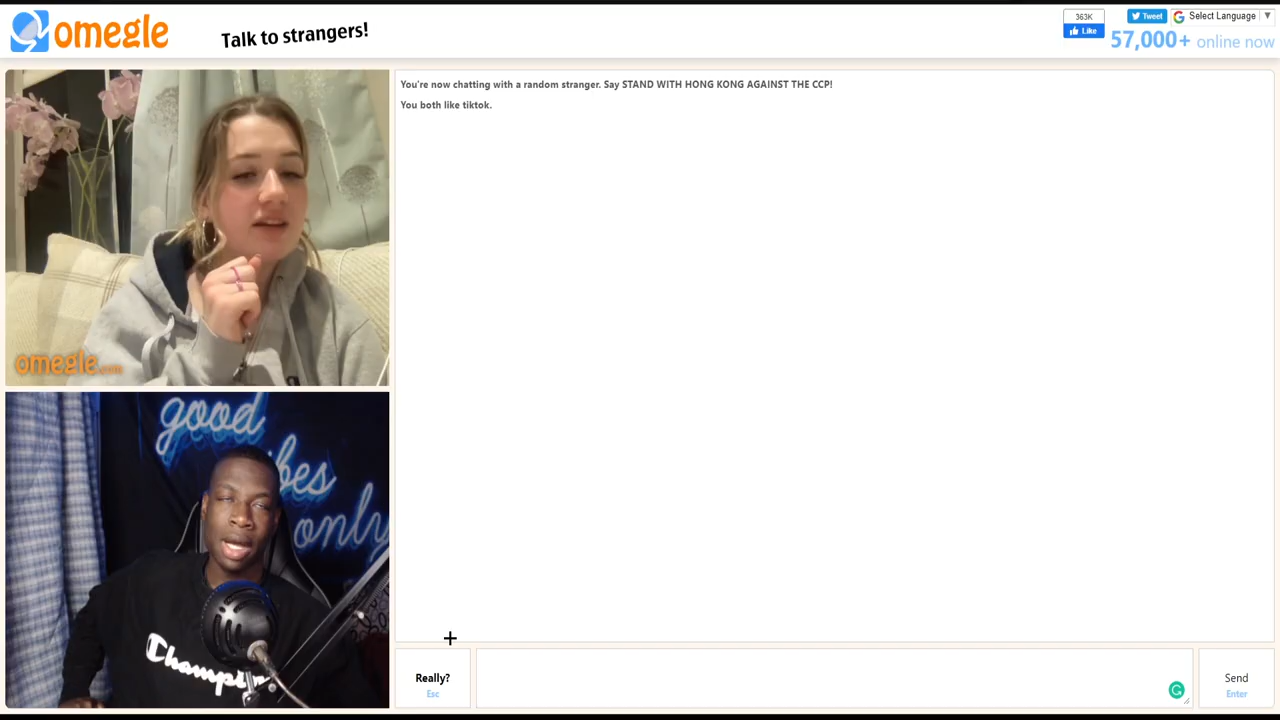 omegle
Talk to strangers!
363K
Like
Tweet
Select Language
57,000+ online now
You're now chatting with a random stranger. Say STAND WITH HONG KONG AGAINST THE CCP!
You both like tiktok.
omegle.com
good
vibes
only
Champion
Really?
Esc
Send
Enter